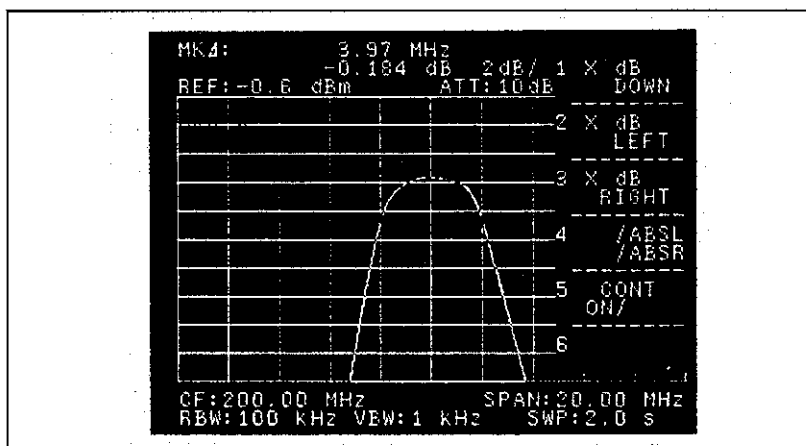 MKΔ: 3.97 MHz
-0.184 dB 2dB/
REF:-0.6 dBm ATT:10dB
1 X dB
DOWN
2 X dB
LEFT
3 X dB
RIGHT
4 /ABSL
/ABSR
5 CONT
ON/
6
CF:200.00 MHz SPAN:20.00 MHz
RBW:100 kHz VBW:1 kHz SWP:2.0 s